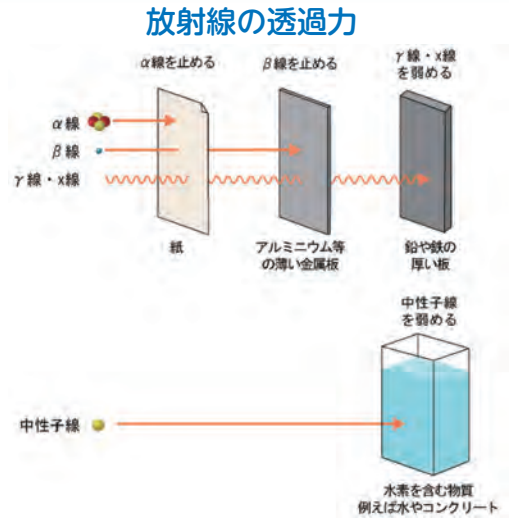 放射線の透過力
α線を止める
β線を止める
γ線・x線
を弱める
α線
β線
γ線・x線
紙
アルミニウム等
の薄い金属板
鉛や鉄の
厚い板
中性子線
を弱める
中性子線
水素を含む物質
例えば水やコンクリート